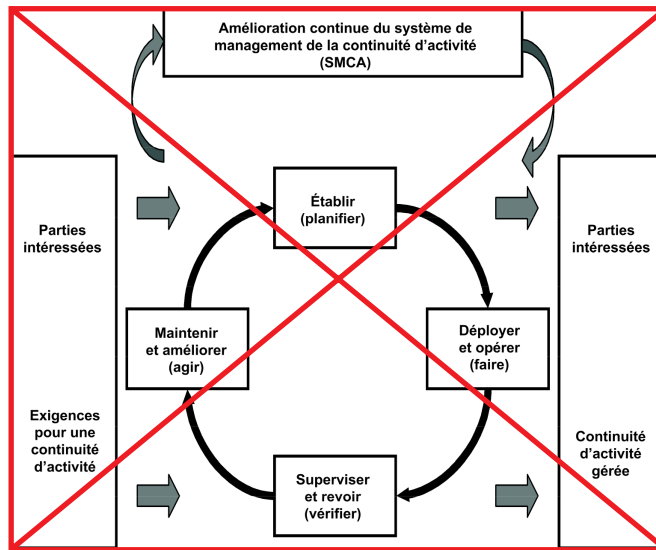 Amélioration continue du système de
management de la continuité d’activité
(SMCA)
Établir
(planifier)
Parties
intéressées
Parties
intéressées
Maintenir
et améliorer
(agir)
Déployer
et opérer
(faire)
Exigences
pour une
continuité
d’activité
Continuité
d’activité
gérée
Superviser
et revoir
(vérifier)